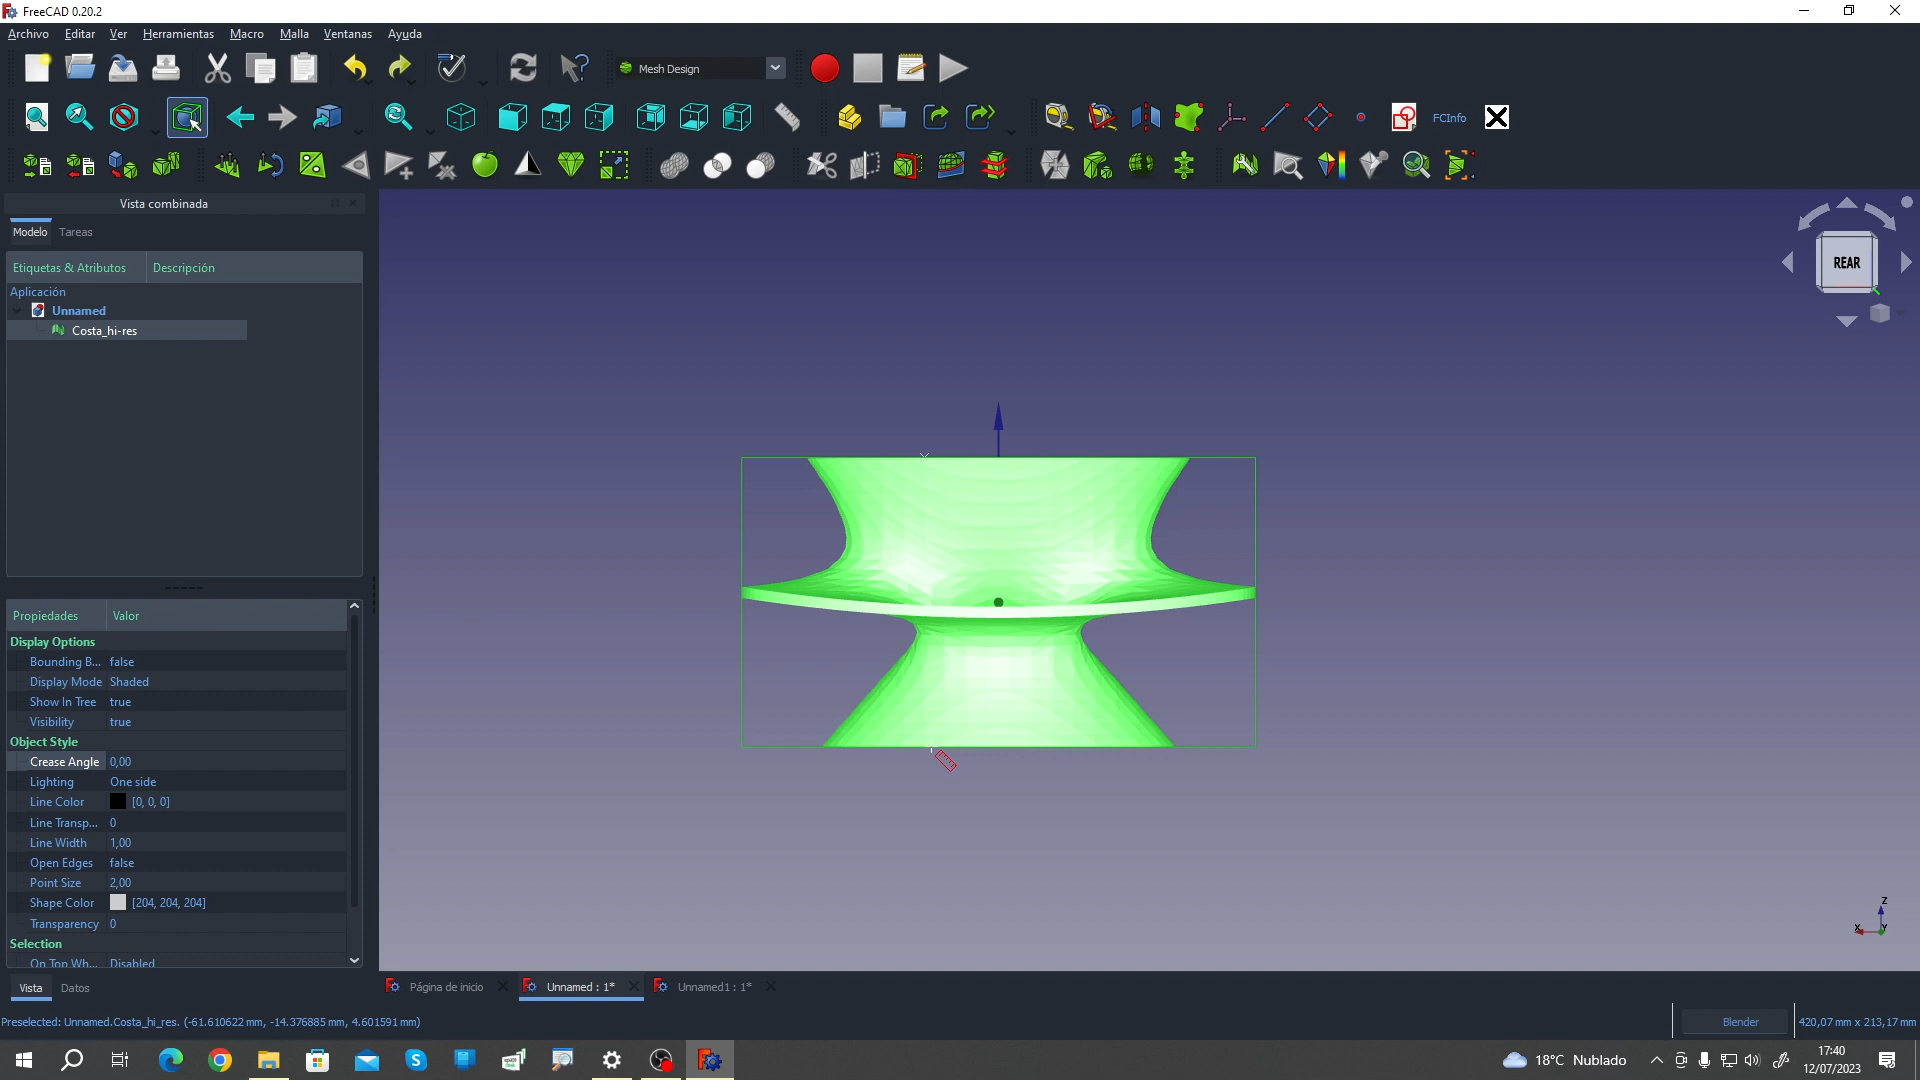 FreeCAD 0.20.2
Archivo Editar Ver Herramientas Macro Malla Ventanas Ayuda
Mesh Design
FCInfo
Vista combinada
Modelo Tareas
Etiquetas & Atributos Descripción
Aplicación
Unnamed
Costa_hi-res
REAR
Propiedades Valor
Display Options
Bounding B... false
Display Mode Shaded
Show In Tree true
Visibility true
Object Style
Crease Angle 0,00
Lighting One side
Line Color [0, 0, 0]
Line Transp... 0
Line Width 1,00
Open Edges false
Point Size 2,00
Shape Color [204, 204, 204]
Transparency 0
Selection
On Top Wh... Disabled
Z
X Y
Vista Datos
Página de inicio Unnamed : 1* Unnamed1 : 1*
Preselected: Unnamed.Costa_hi_res. (-61.610622 mm, -14.376885 mm, 4.601591 mm)
Blender 420,07 mm x 213,17 mm
18°C Nublado
17:40
12/07/2023